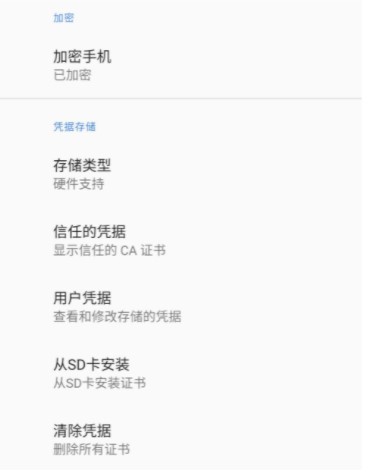 加密
加密手机
已加密
凭据存储
存储类型
硬件支持
信任的凭据
显示信任的 CA 证书
用户凭据
查看和修改存储的凭据
从SD卡安装
从SD卡安装证书
清除凭据
删除所有证书